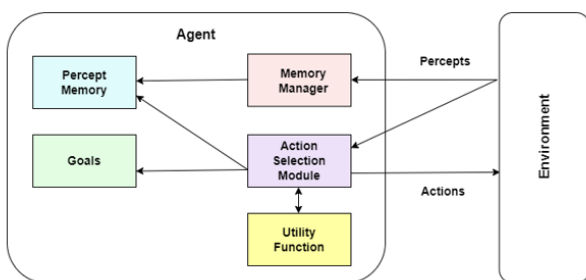 Agent
Percept
Memory
Memory
Manager
Percepts
Goals
Action
Selection
Module
Actions
Utility
Function
Environment